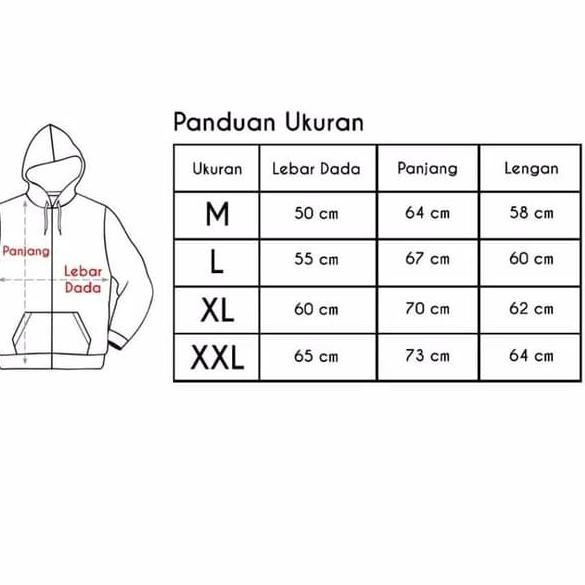 Panduan Ukuran
Ukuran Lebar Dada Panjang Lengan
M 50 cm 64 cm 58 cm
L 55 cm 67 cm 60 cm
XL 60 cm 70 cm 62 cm
XXL 65 cm 73 cm 64 cm
Panjang
Lebar
Dada